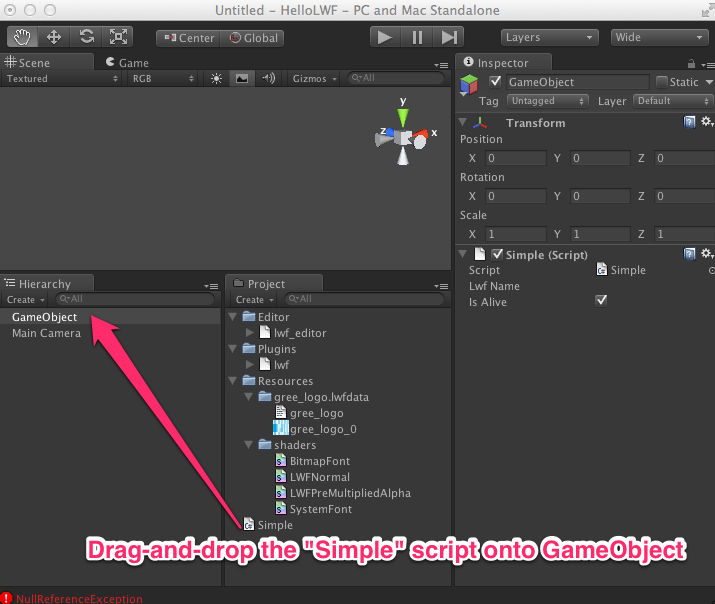 Untitled - HelloLWF - PC and Mac Standalone
Center Global Layers Wide
Scene Game
Textured RGB Gizmos All
y
z x
Inspector
GameObject Static
Tag Untagged Layer Default
Transform
Position
X 0 Y 0 Z 0
Rotation
X 0 Y 0 Z 0
Scale
X 1 Y 1 Z 1
Simple (Script)
Script Simple
Lwf Name
Is Alive
Hierarchy
Create All
GameObject
Main Camera
Project
Create All
Editor
lwf_editor
Plugins
lwf
Resources
gree_logo.lwfdata
gree_logo
gree_logo_0
shaders
BitmapFont
LWFNormal
LWFPreMultipliedAlpha
SystemFont
Simple
Drag-and-drop the "Simple" script onto GameObject
NullReferenceException